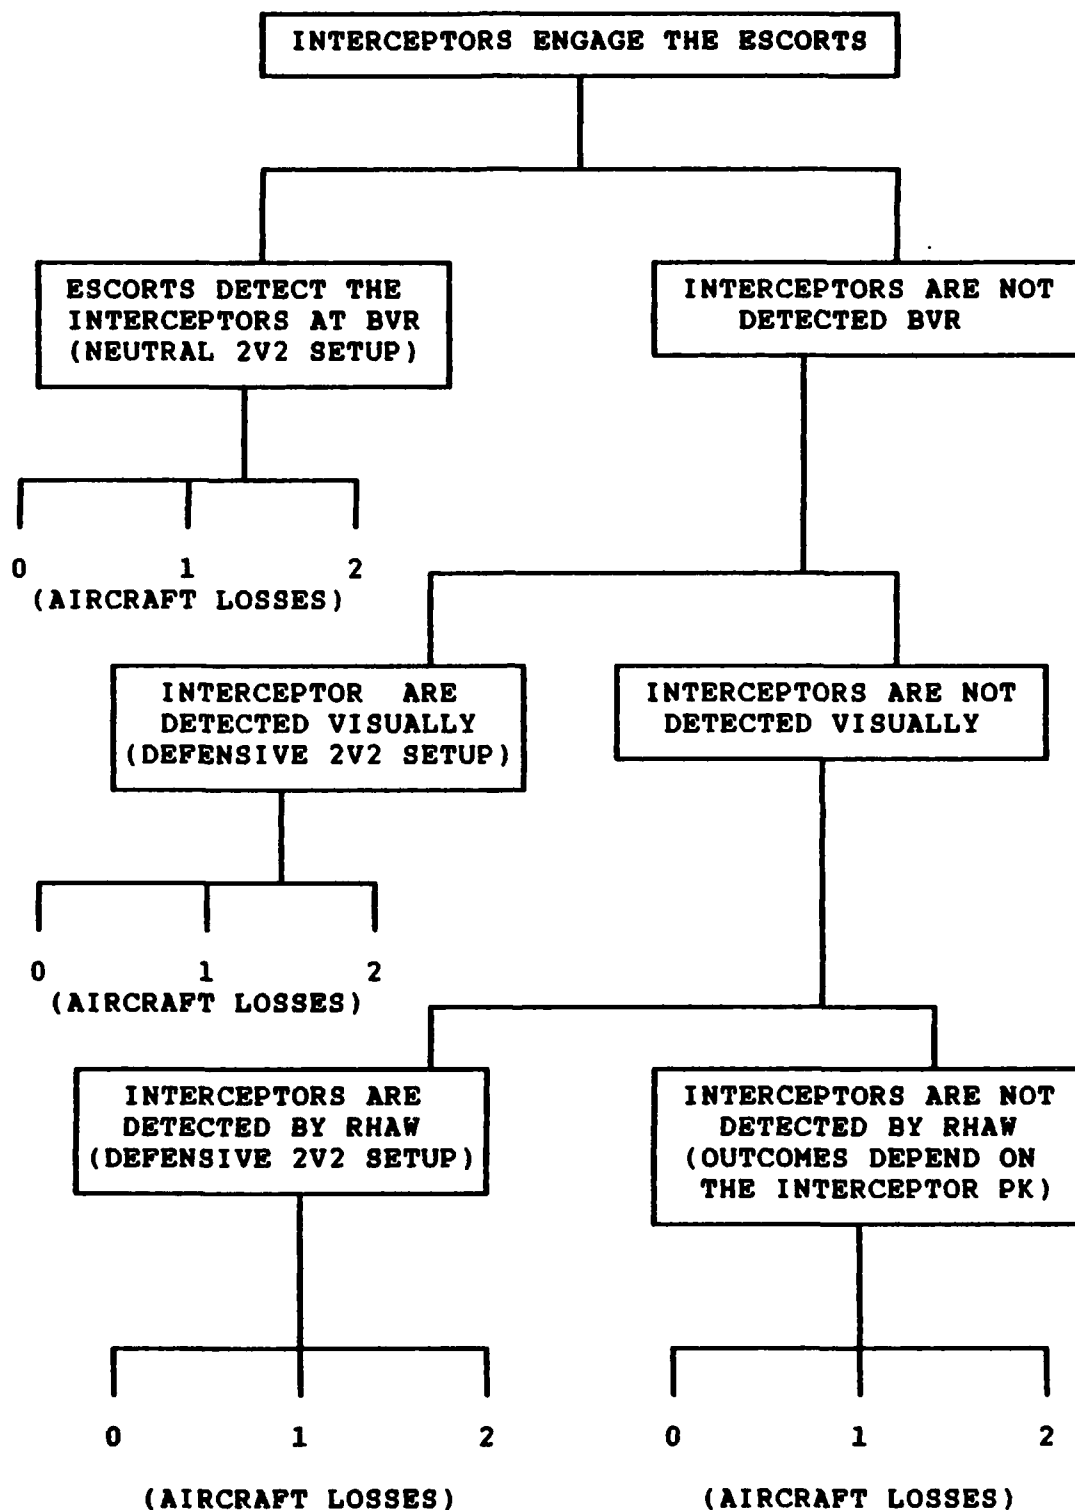 INTERCEPTORS ENGAGE THE ESCORTS
ESCORTS DETECT THE
INTERCEPTORS AT BVR
(NEUTRAL 2V2 SETUP)
INTERCEPTORS ARE NOT
DETECTED BVR
0 1 2
(AIRCRAFT LOSSES)
INTERCEPTOR ARE
DETECTED VISUALLY
(DEFENSIVE 2V2 SETUP)
INTERCEPTORS ARE NOT
DETECTED VISUALLY
0 1 2
(AIRCRAFT LOSSES)
INTERCEPTORS ARE
DETECTED BY RHAW
(DEFENSIVE 2V2 SETUP)
INTERCEPTORS ARE NOT
DETECTED BY RHAW
(OUTCOMES DEPEND ON
THE INTERCEPTOR PK)
0 1 2
(AIRCRAFT LOSSES)
0 1 2
(AIRCRAFT LOSSES)